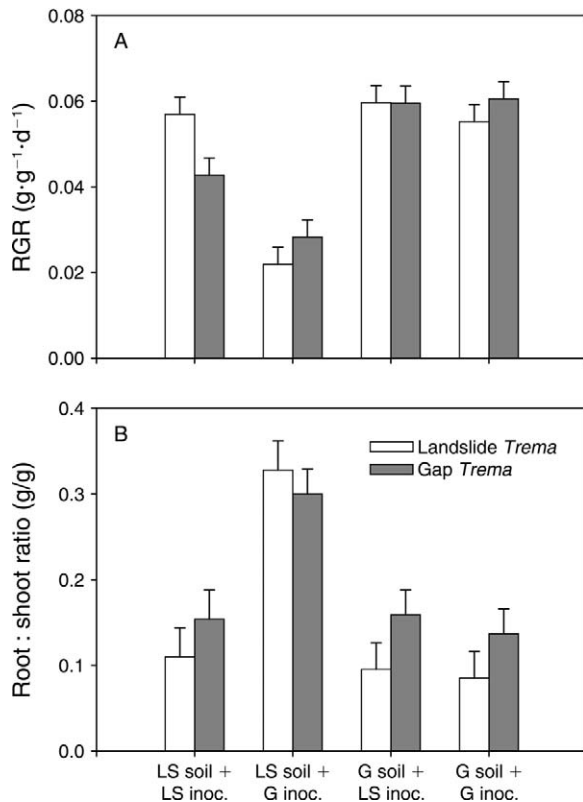 A
RGR (g·g⁻¹·d⁻¹)
0.08
0.06
0.04
0.02
0.00
B
Root : shoot ratio (g/g)
0.4
0.3
0.2
0.1
0.0
Landslide Trema
Gap Trema
LS soil +
LS inoc.
LS soil +
G inoc.
G soil +
LS inoc.
G soil +
G inoc.